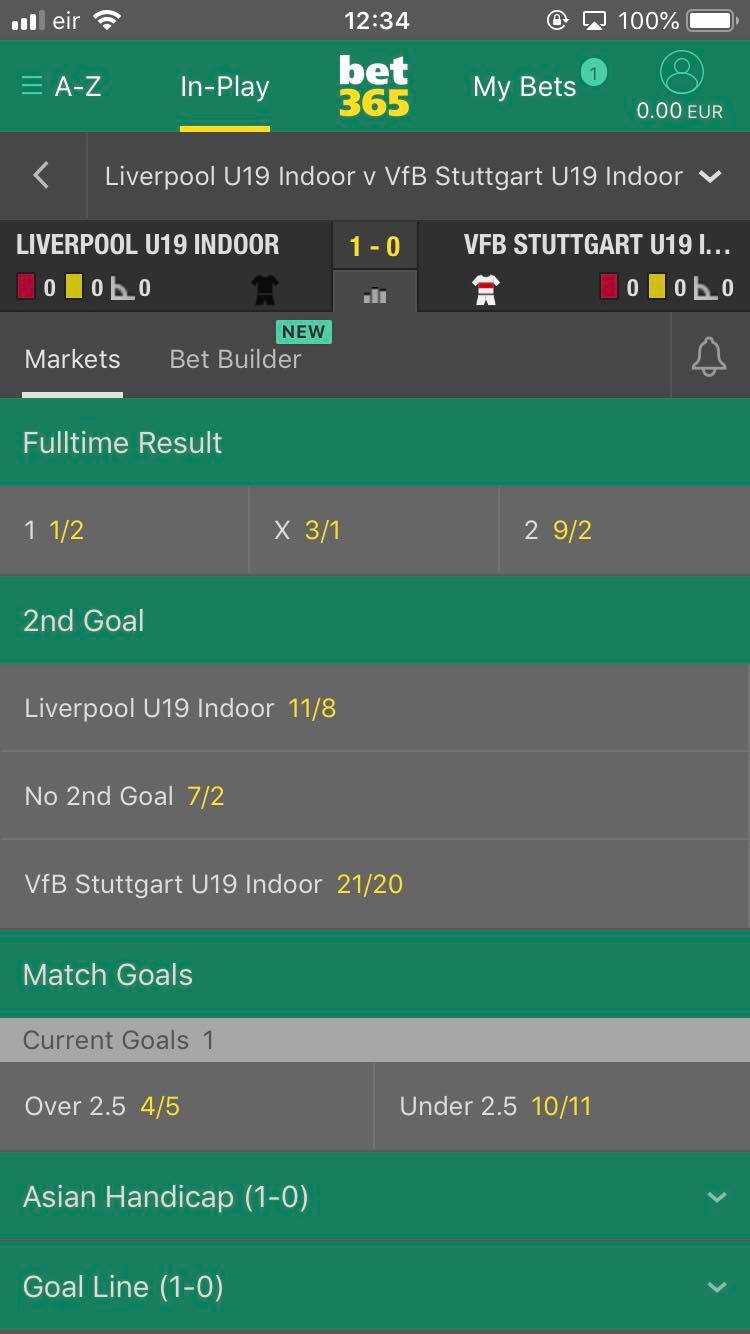 eir 12:34 100%
A-Z In-Play bet365 My Bets 1 0.00 EUR
Liverpool U19 Indoor v VfB Stuttgart U19 Indoor
LIVERPOOL U19 INDOOR 1 - 0 VFB STUTTGART U19 I...
0 0 0 0 0 0
Markets Bet Builder NEW
Fulltime Result
1 1/2 X 3/1 2 9/2
2nd Goal
Liverpool U19 Indoor 11/8
No 2nd Goal 7/2
VfB Stuttgart U19 Indoor 21/20
Match Goals
Current Goals 1
Over 2.5 4/5 Under 2.5 10/11
Asian Handicap (1-0)
Goal Line (1-0)